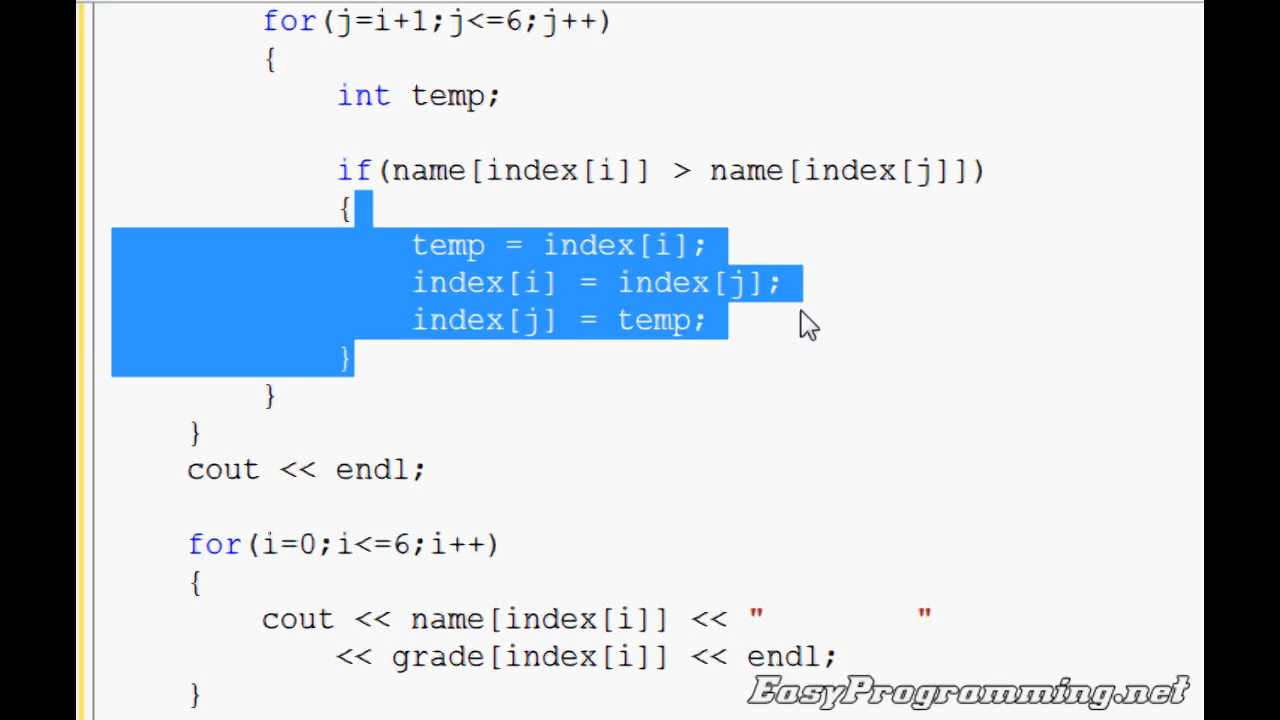 for(j=i+1;j<=6;j++)
{
int temp;
if(name[index[i]] > name[index[j]])
{
temp = index[i];
index[i] = index[j];
index[j] = temp;
}
}
}
cout << endl;
for(i=0;i<=6;i++)
{
cout << name[index[i]] << "        "
<< grade[index[i]] << endl;
}
EasyProgramming.net